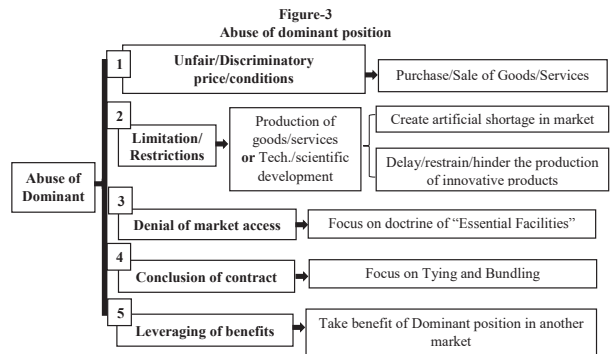 Figure-3
Abuse of dominant position
1
Unfair/Discriminatory
price/conditions
Purchase/Sale of Goods/Services
2
Limitation/
Restrictions
Production of
goods/services
or Tech./scientific
development
Create artificial shortage in market
Delay/restrain/hinder the production
of innovative products
Abuse of
Dominant
3
Denial of market access
Focus on doctrine of “Essential Facilities”
4
Conclusion of contract
Focus on Tying and Bundling
5
Leveraging of benefits
Take benefit of Dominant position in another
market